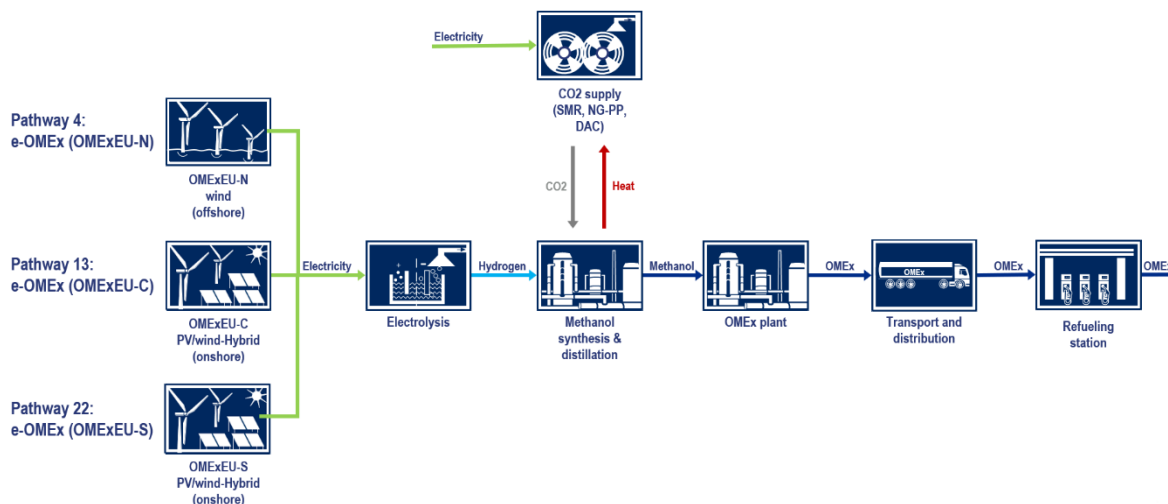 Electricity
CO2 supply
(SMR, NG-PP,
DAC)
Pathway 4:
e-OMEx (OMExEU-N)
OMExEU-N
wind
(offshore)
CO2
Heat
Pathway 13:
e-OMEx (OMExEU-C)
OMExEU-C
PV/wind-Hybrid
(onshore)
Electricity
Electrolysis
Hydrogen
Methanol
synthesis &
distillation
Methanol
OMEx plant
OMEx
OMEx
Transport and
distribution
OMEx
Refueling
station
OMEx
Pathway 22:
e-OMEx (OMExEU-S)
OMExEU-S
PV/wind-Hybrid
(onshore)